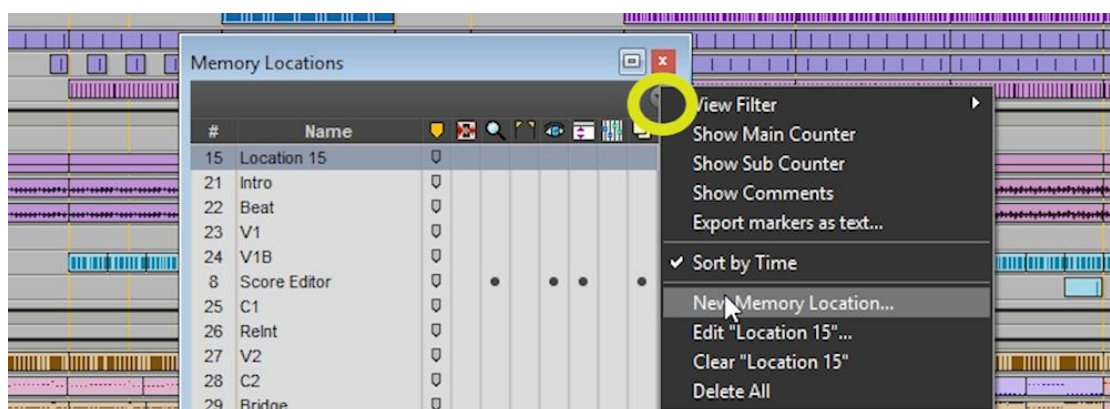 Memory Locations
# Name
15 Location 15
21 Intro
22 Beat
23 V1
24 V1B
8 Score Editor
25 C1
26 ReInt
27 V2
28 C2
29 Bridge
View Filter
Show Main Counter
Show Sub Counter
Show Comments
Export markers as text...
Sort by Time
New Memory Location...
Edit "Location 15"...
Clear "Location 15"
Delete All